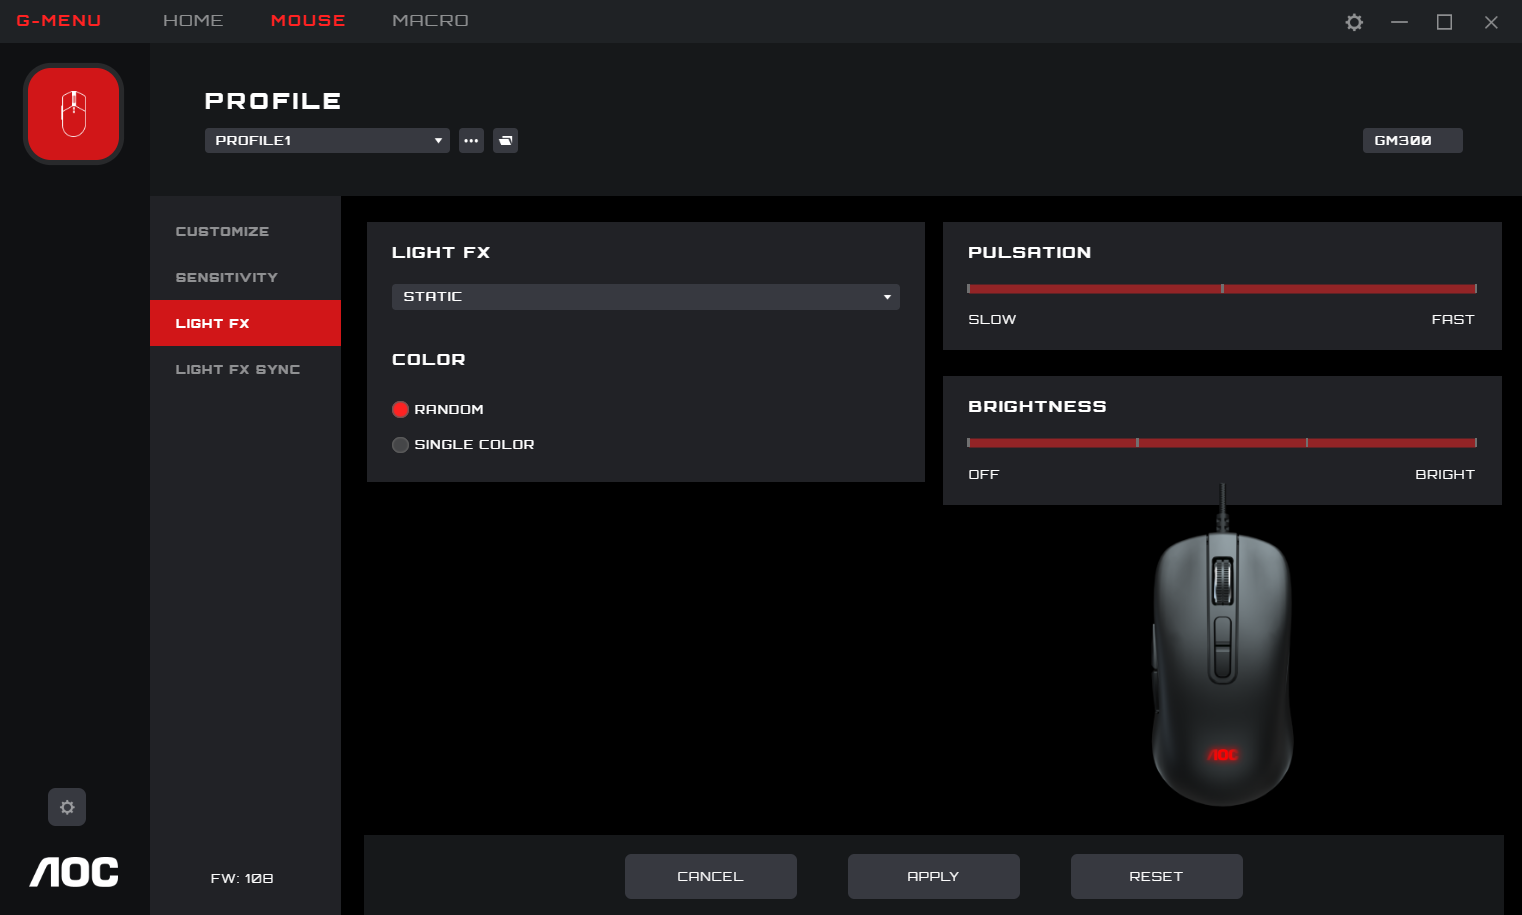 G-MENU HOME MOUSE MACRO
PROFILE
PROFILE1
GM300
CUSTOMIZE
SENSITIVITY
LIGHT FX
LIGHT FX SYNC
LIGHT FX
STATIC
COLOR
RANDOM
SINGLE COLOR
PULSATION
SLOW FAST
BRIGHTNESS
OFF BRIGHT
AOC
AOC
FW: 108
CANCEL APPLY RESET